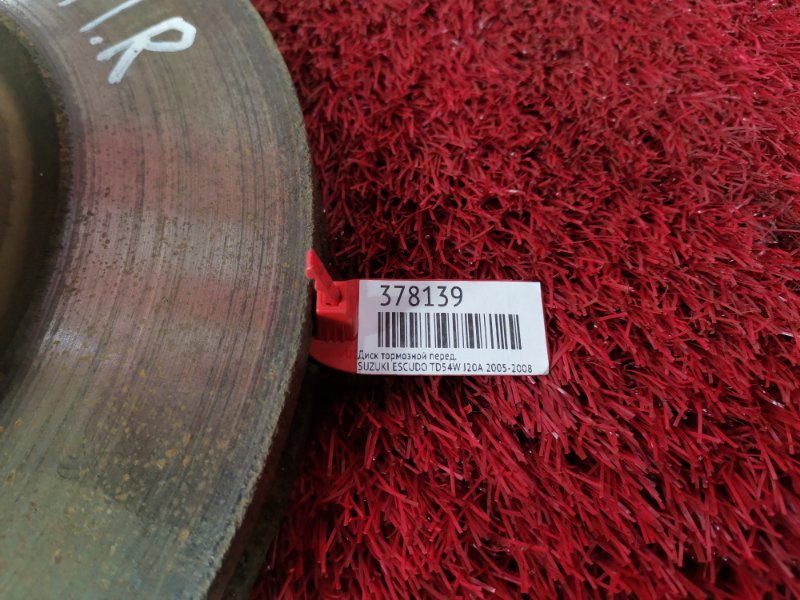 .R
378139
Диск тормозной перед.
SUZUKI ESCUDO TD54W J20A 2005-2008